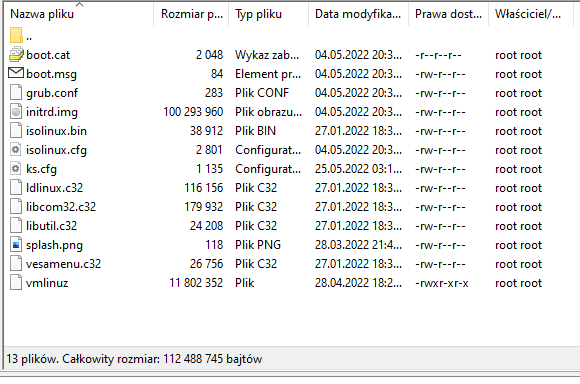 Nazwa pliku Rozmiar p... Typ pliku Data modyfika... Prawa dost... Właściciel/...
..
boot.cat 2 048 Wykaz zab... 04.05.2022 20:3... -r--r--r-- root root
boot.msg 84 Element pr... 04.05.2022 20:3... -rw-r--r-- root root
grub.conf 283 Plik CONF 04.05.2022 20:3... -rw-r--r-- root root
initrd.img 100 293 960 Plik obrazu... 04.05.2022 20:3... -rw-r--r-- root root
isolinux.bin 38 912 Plik BIN 27.01.2022 18:3... -rw-r--r-- root root
isolinux.cfg 2 801 Configurat... 04.05.2022 20:3... -rw-r--r-- root root
ks.cfg 1 135 Configurat... 25.05.2022 03:1... -rw-r--r-- root root
ldlinux.c32 116 156 Plik C32 27.01.2022 18:3... -rw-r--r-- root root
libcom32.c32 179 932 Plik C32 27.01.2022 18:3... -rw-r--r-- root root
libutil.c32 24 208 Plik C32 27.01.2022 18:3... -rw-r--r-- root root
splash.png 118 Plik PNG 28.03.2022 21:4... -rw-r--r-- root root
vesamenu.c32 26 756 Plik C32 27.01.2022 18:3... -rw-r--r-- root root
vmlinuz 11 802 352 Plik 28.04.2022 18:2... -rwxr-xr-x root root
13 plików. Całkowity rozmiar: 112 488 745 bajtów